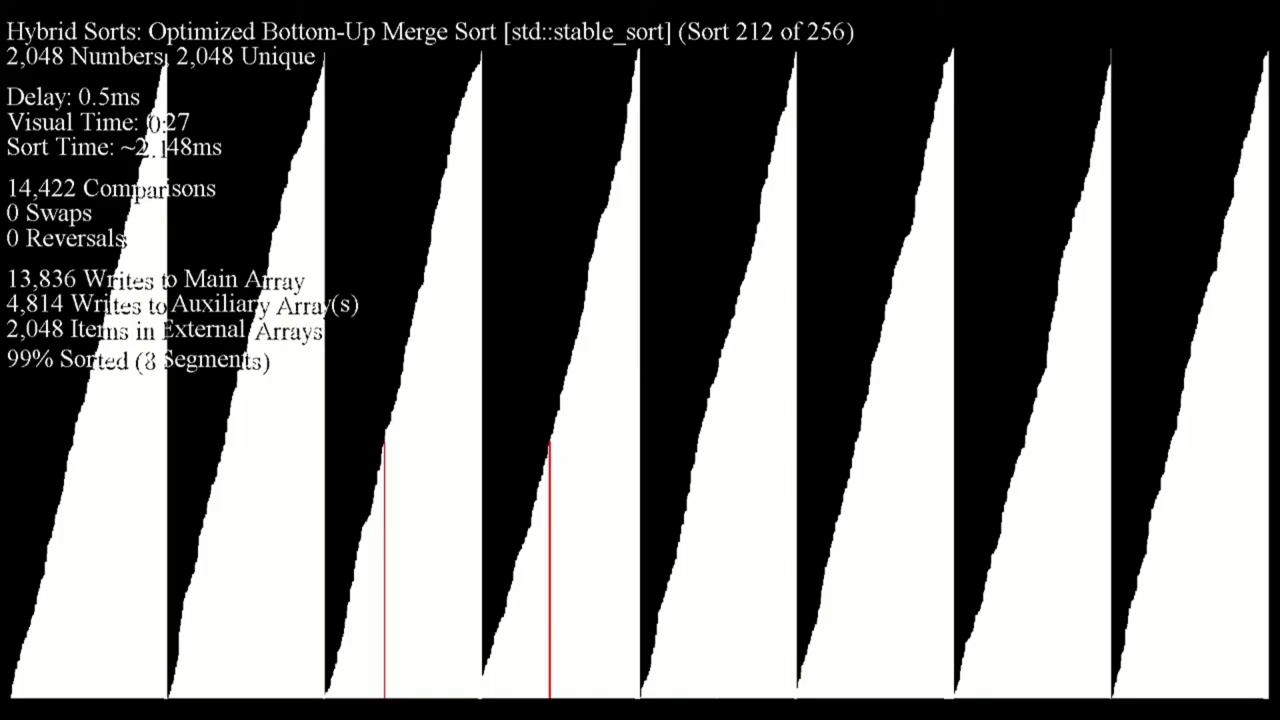 Hybrid Sorts: Optimized Bottom-Up Merge Sort [std::stable_sort] (Sort 212 of 256)
2,048 Numbers, 2,048 Unique
Delay: 0.5ms
Visual Time: 0:27
Sort Time: ~2.148ms
14,422 Comparisons
0 Swaps
0 Reversals
13,836 Writes to Main Array
4,814 Writes to Auxiliary Array(s)
2,048 Items in External Arrays
99% Sorted (8 Segments)